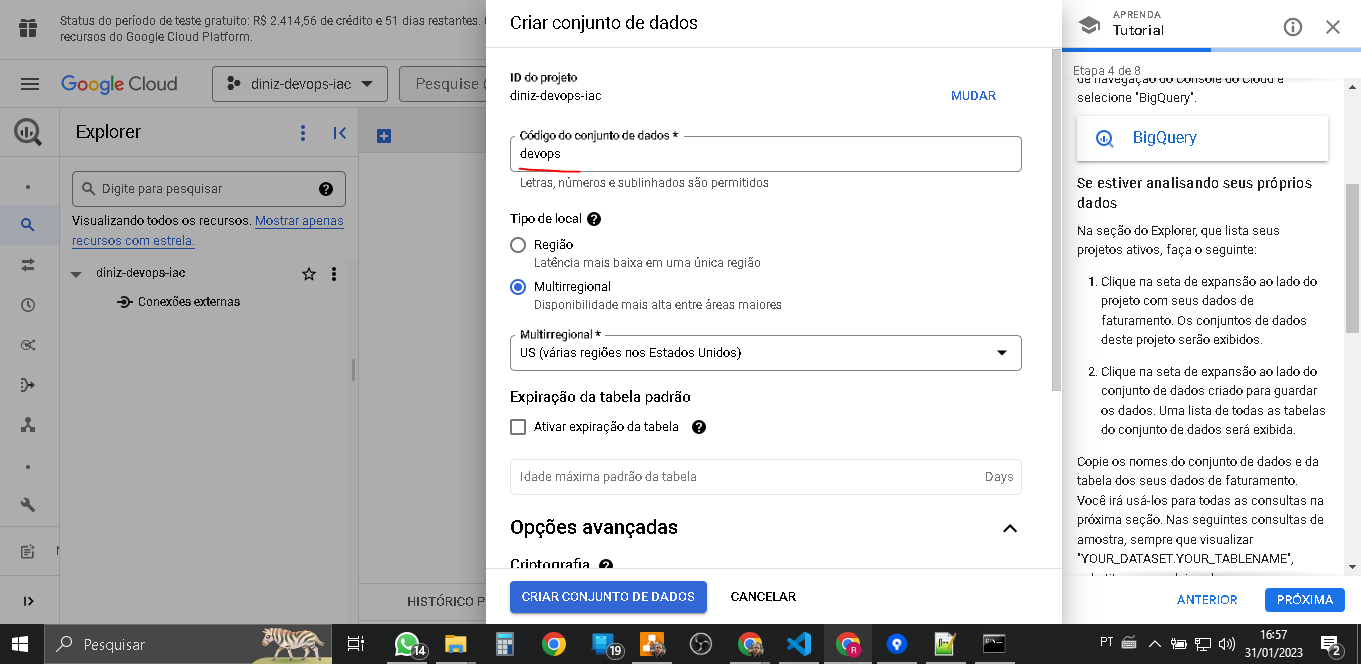 Status do período de teste gratuito: R$ 2.414,56 de crédito e 51 dias restantes.
recursos do Google Cloud Platform.
Google Cloud
diniz-devops-iac
Pesquise
Explorer
Digite para pesquisar
Visualizando todos os recursos. Mostrar apenas
recursos com estrela.
diniz-devops-iac
Conexões externas
HISTÓRICO P
Criar conjunto de dados
ID do projeto
diniz-devops-iac
MUDAR
Código do conjunto de dados *
devops
Letras, números e sublinhados são permitidos
Tipo de local
Região
Latência mais baixa em uma única região
Multirregional
Disponibilidade mais alta entre áreas maiores
Multirregional *
US (várias regiões nos Estados Unidos)
Expiração da tabela padrão
Ativar expiração da tabela
Idade máxima padrão da tabela
Days
Opções avançadas
Criptografia
CRIAR CONJUNTO DE DADOS
CANCELAR
APRENDA
Tutorial
Etapa 4 de 8
de navegação do Console do Cloud e
selecione "BigQuery".
BigQuery
Se estiver analisando seus próprios
dados
Na seção do Explorer, que lista seus
projetos ativos, faça o seguinte:
1. Clique na seta de expansão ao lado do
projeto com seus dados de
faturamento. Os conjuntos de dados
deste projeto serão exibidos.
2. Clique na seta de expansão ao lado do
conjunto de dados criado para guardar
os dados. Uma lista de todas as tabelas
do conjunto de dados será exibida.
Copie os nomes do conjunto de dados e da
tabela dos seus dados de faturamento.
Você irá usá-los para todas as consultas na
próxima seção. Nas seguintes consultas de
amostra, sempre que visualizar
"YOUR_DATASET.YOUR_TABLENAME",
ANTERIOR
PRÓXIMA
Pesquisar
14
19
R
PT
16:57
31/01/2023
2